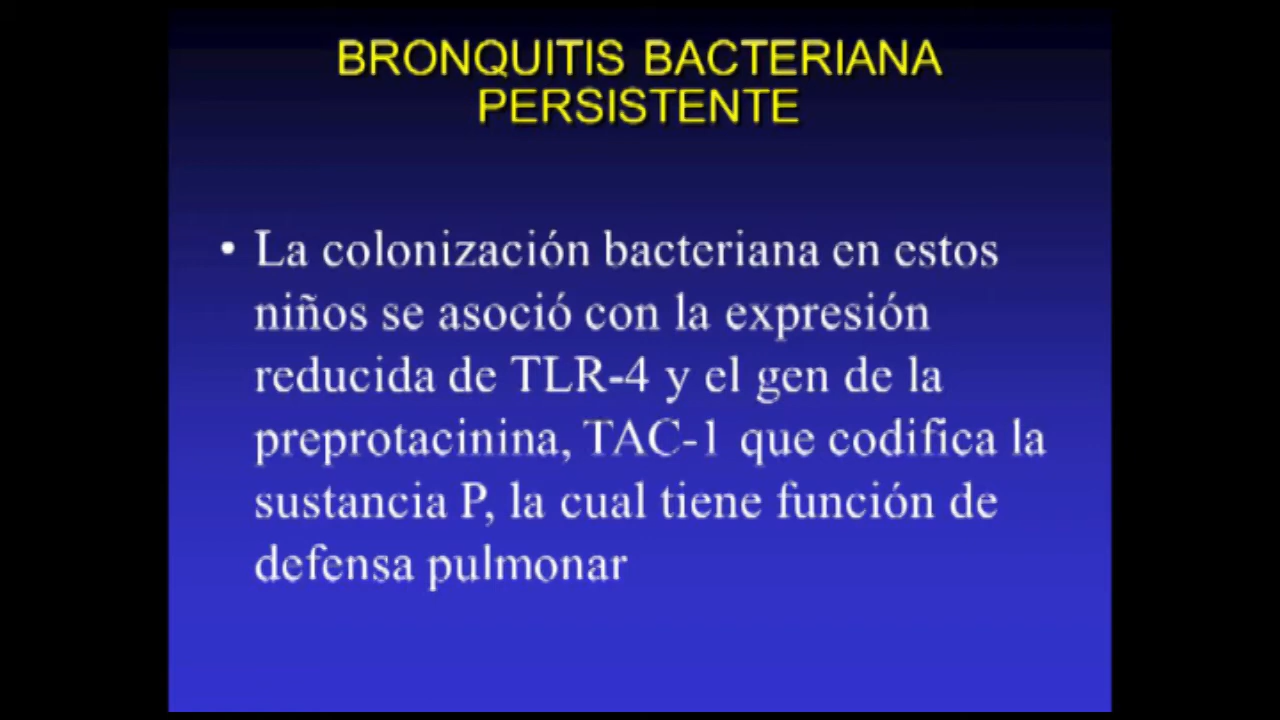 BRONQUITIS BACTERIANA
PERSISTENTE
• La colonización bacteriana en estos
niños se asoció con la expresión
reducida de TLR-4 y el gen de la
preprotacinina, TAC-1 que codifica la
sustancia P, la cual tiene función de
defensa pulmonar